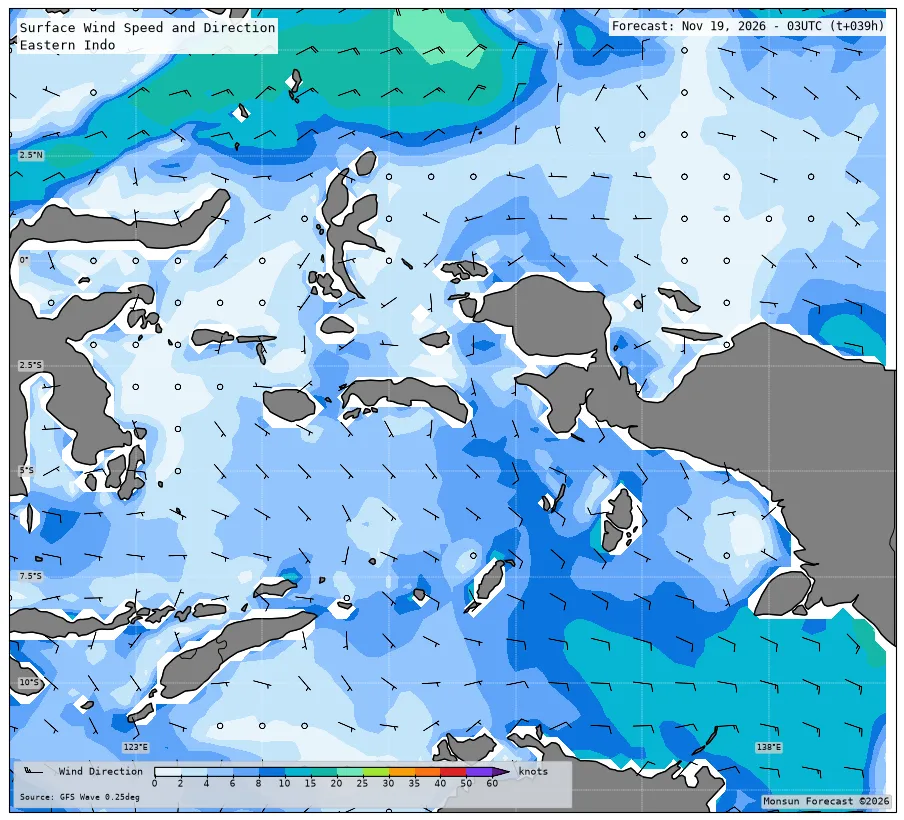 Surface Wind Speed and Direction
Eastern Indo
Forecast: Nov 19, 2026 - 03UTC (t+039h)
2.5°N
0°
2.5°S
5°S
7.5°S
10°S
123°E
138°E
Wind Direction
0 2 4 6 8 10 15 20 25 30 35 40 50 60
knots
Source: GFS Wave 0.25deg
Monsun Forecast ©2026